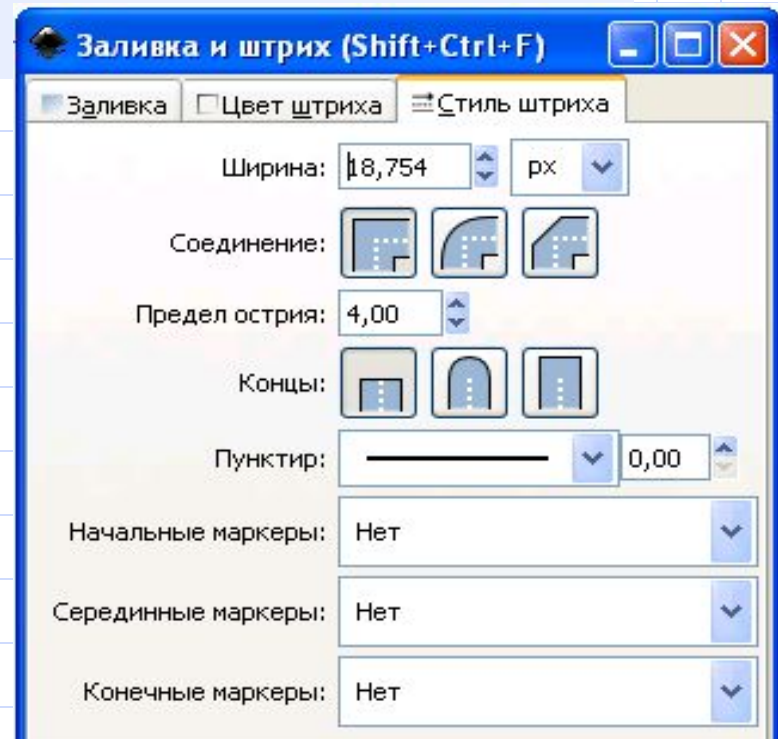 Заливка и штрих (Shift+Ctrl+F)
Заливка Цвет штриха Стиль штриха
Ширина: 18,754 px
Соединение:
Предел острия: 4,00
Концы:
Пунктир: 0,00
Начальные маркеры: Нет
Серединные маркеры: Нет
Конечные маркеры: Нет